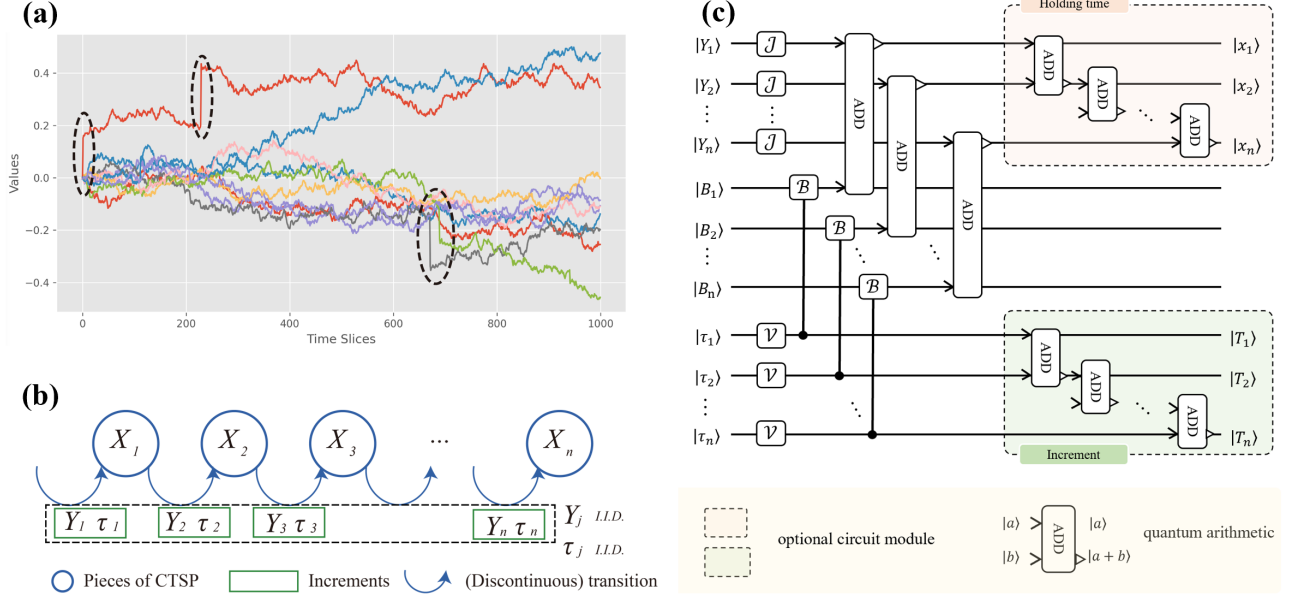 (a)
0.4
0.2
0.0
−0.2
−0.4
Values
0 200 400 600 800 1000
Time Slices
(b)
X₁ X₂ X₃ ... Xₙ
Y₁ τ₁ Y₂ τ₂ Y₃ τ₃ Yₙ τₙ
Yⱼ I.I.D.
τⱼ I.I.D.
Pieces of CTSP Increments (Discontinuous) transition
(c)
Holding time
|Y₁⟩ 𝒥 ADD ADD |x₁⟩
|Y₂⟩ 𝒥 ADD ADD |x₂⟩
⋮ ⋮ ⋱ ⋮
|Yₙ⟩ 𝒥 ADD ADD |xₙ⟩
|B₁⟩ ℬ
|B₂⟩ ℬ
⋮ ⋱ ⋱
|Bₙ⟩ ℬ
|τ₁⟩ 𝒱 ADD |T₁⟩
|τ₂⟩ 𝒱 ADD |T₂⟩
⋮ ⋱ ⋱ ⋮
|τₙ⟩ 𝒱 ADD |Tₙ⟩
Increment
optional circuit module
|a⟩ ADD |a⟩
|b⟩ |a + b⟩
quantum arithmetic